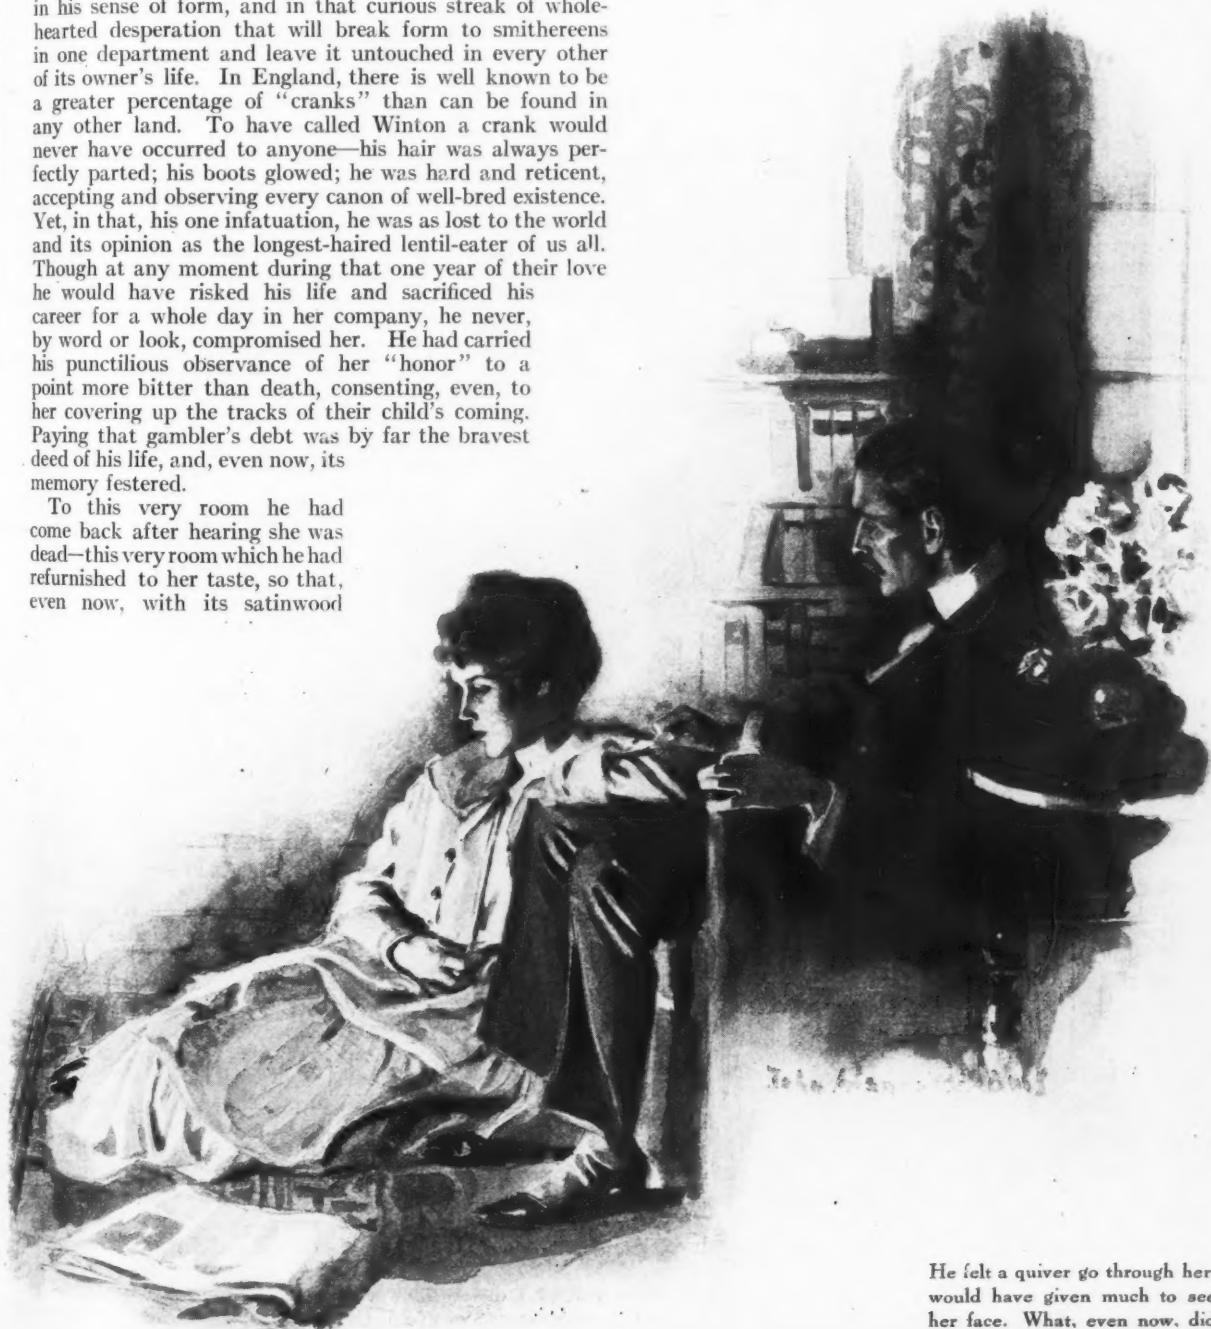 in his sense of form, and in that curious streak of whole-
hearted desperation that will break form to smithereens
in one department and leave it untouched in every other
of its owner's life. In England, there is well known to be
a greater percentage of "cranks" than can be found in
any other land. To have called Winton a crank would
never have occurred to anyone—his hair was always per-
fectly parted; his boots glowed; he was hard and reticent,
accepting and observing every canon of well-bred existence.
Yet, in that, his one infatuation, he was as lost to the world
and its opinion as the longest-haired lentil-eater of us all.
Though at any moment during that one year of their love
he would have risked his life and sacrificed his
career for a whole day in her company, he never,
by word or look, compromised her. He had carried
his punctilious observance of her "honor" to a
point more bitter than death, consenting, even, to
her covering up the tracks of their child's coming.
Paying that gambler's debt was by far the bravest
deed of his life, and, even now, its
memory festered.
To this very room he had
come back after hearing she was
dead—this very room which he had
refurnished to her taste, so that,
even now, with its satinwood
He felt a quiver go through her
would have given much to see
her face. What, even now, did